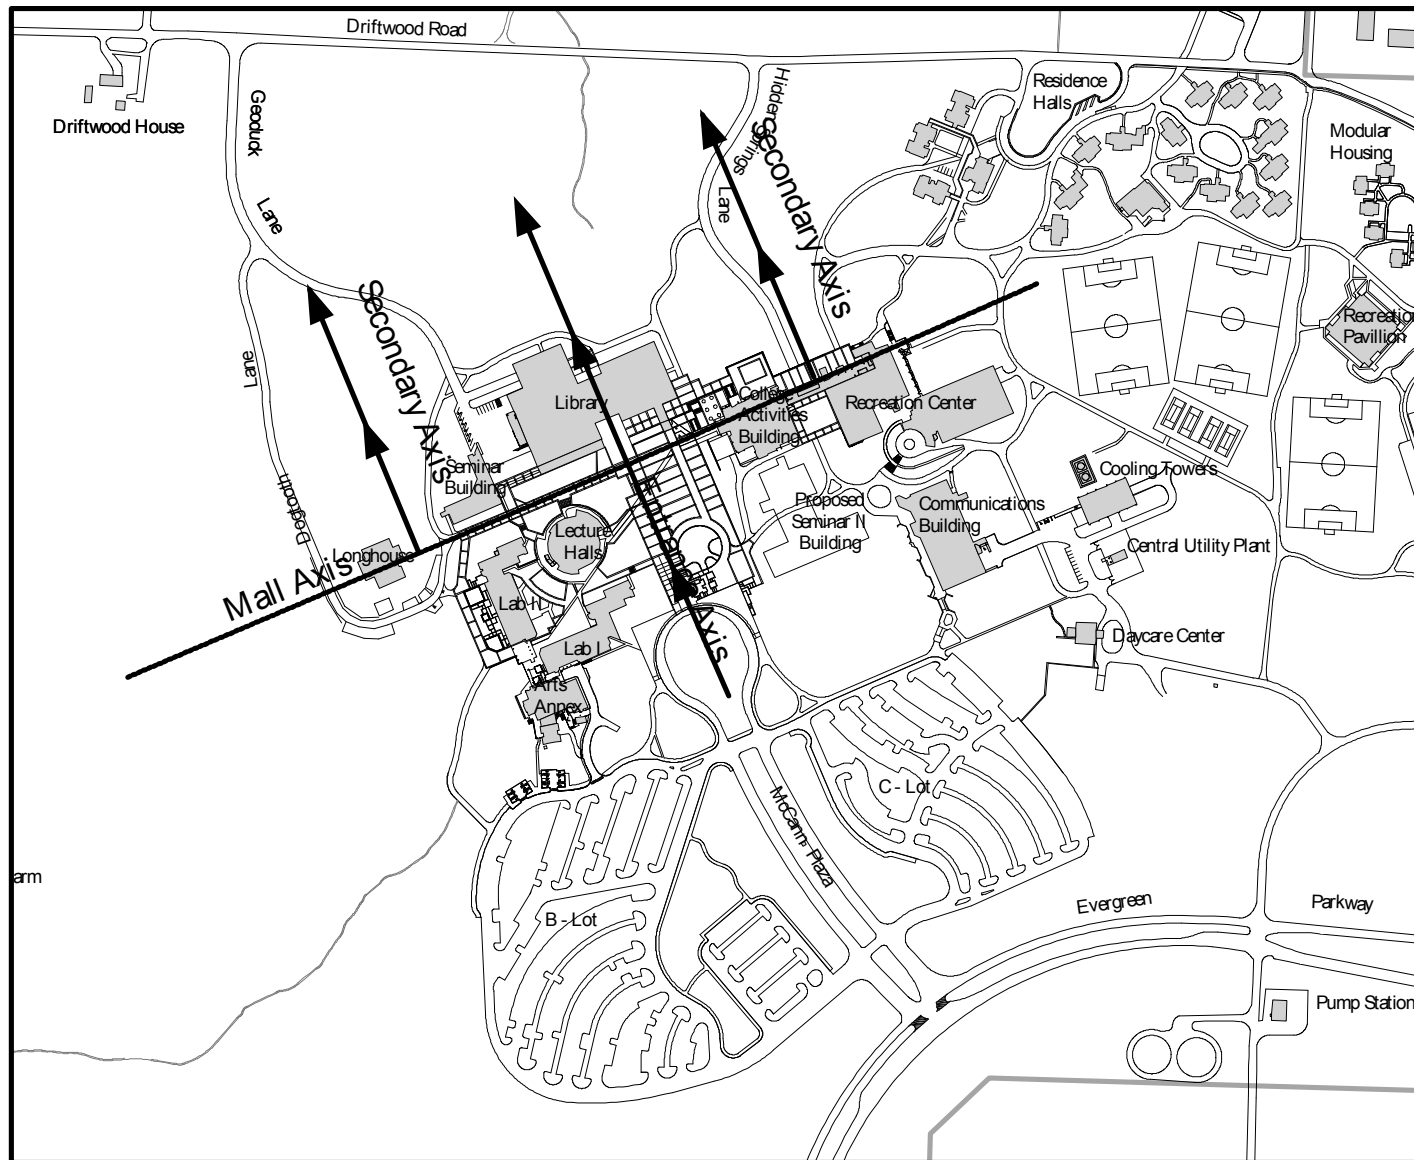 Driftwood Road
Driftwood House
Geoduck
Lane
Hidden
Springs
Lane
Residence
Halls
Modular
Housing
Secondary Axis
Secondary Axis
Recreation
Pavillion
Lane
Dogtooth
Library
College
Activities
Building
Recreation Center
Seminar
Building
Cooling Towers
Proposed
Seminar II
Building
Communications
Building
Lecture
Halls
Entrance Axis
Longhouse
Mall Axis
Central Utility Plant
Lab II
Lab I
Daycare Center
Arts
Annex
McCann Plaza
C - Lot
B - Lot
arm
Evergreen
Parkway
Pump Station